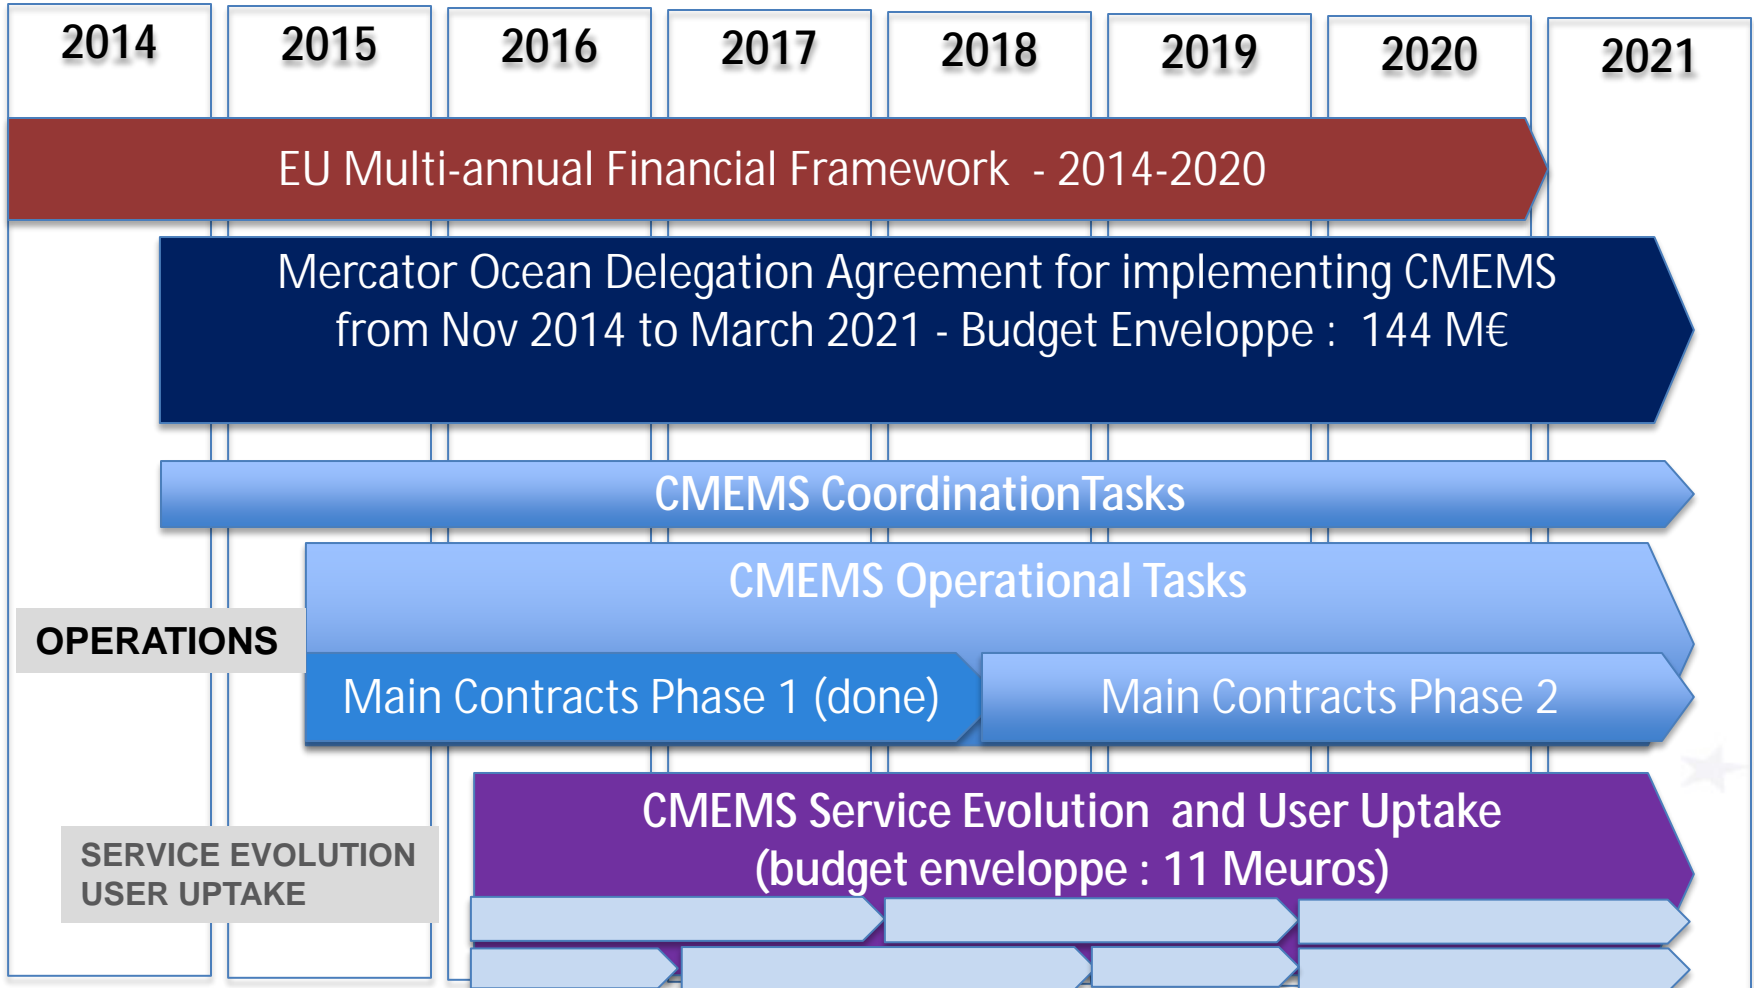 2014
2015
2016
2017
2018
2019
2020
2021
EU Multi-annual Financial Framework - 2014-2020
Mercator Ocean Delegation Agreement for implementing CMEMS
from Nov 2014 to March 2021 - Budget Enveloppe : 144 M€
CMEMS CoordinationTasks
CMEMS Operational Tasks
OPERATIONS
Main Contracts Phase 1 (done)
Main Contracts Phase 2
CMEMS Service Evolution and User Uptake
(budget enveloppe : 11 Meuros)
SERVICE EVOLUTION
USER UPTAKE